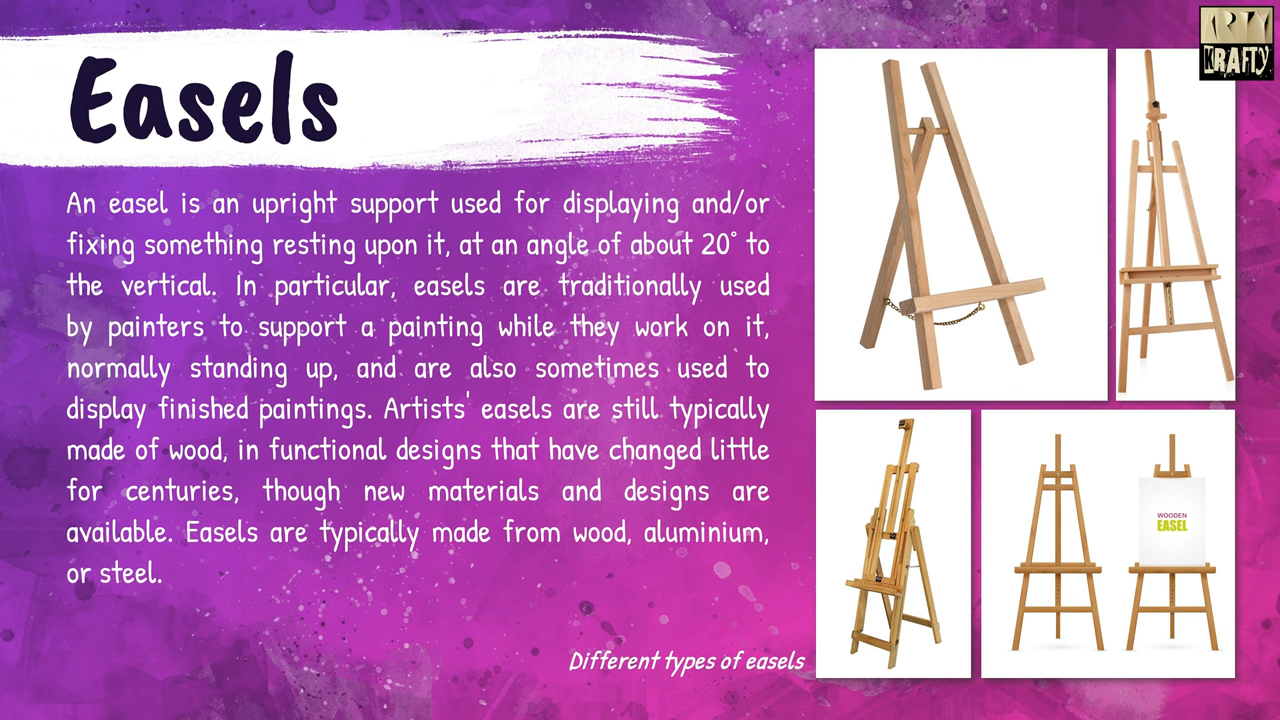 ARTY
KRAFTY
Easels
An easel is an upright support used for displaying and/or
fixing something resting upon it, at an angle of about 20° to
the vertical. In particular, easels are traditionally used
by painters to support a painting while they work on it,
normally standing up, and are also sometimes used to
display finished paintings. Artists' easels are still typically
made of wood, in functional designs that have changed little
for centuries, though new materials and designs are
available. Easels are typically made from wood, aluminium,
or steel.
WOODEN
EASEL
Different types of easels